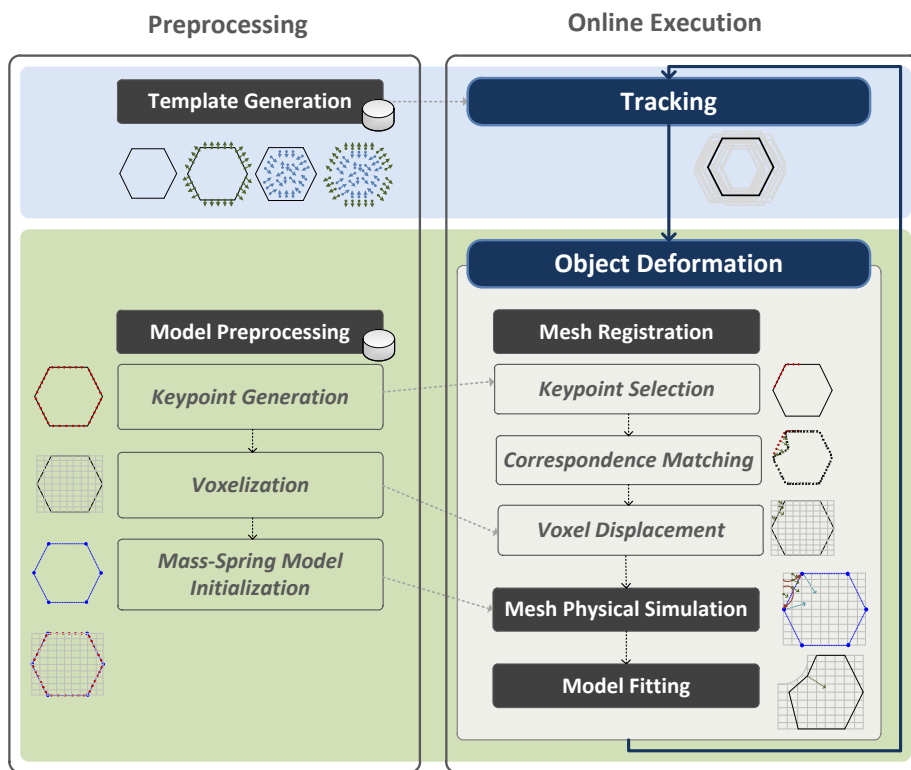 Preprocessing
Online Execution
Template Generation
Tracking
Object Deformation
Model Preprocessing
Mesh Registration
Keypoint Generation
Keypoint Selection
Correspondence Matching
Voxelization
Voxel Displacement
Mass-Spring Model
Initialization
Mesh Physical Simulation
Model Fitting